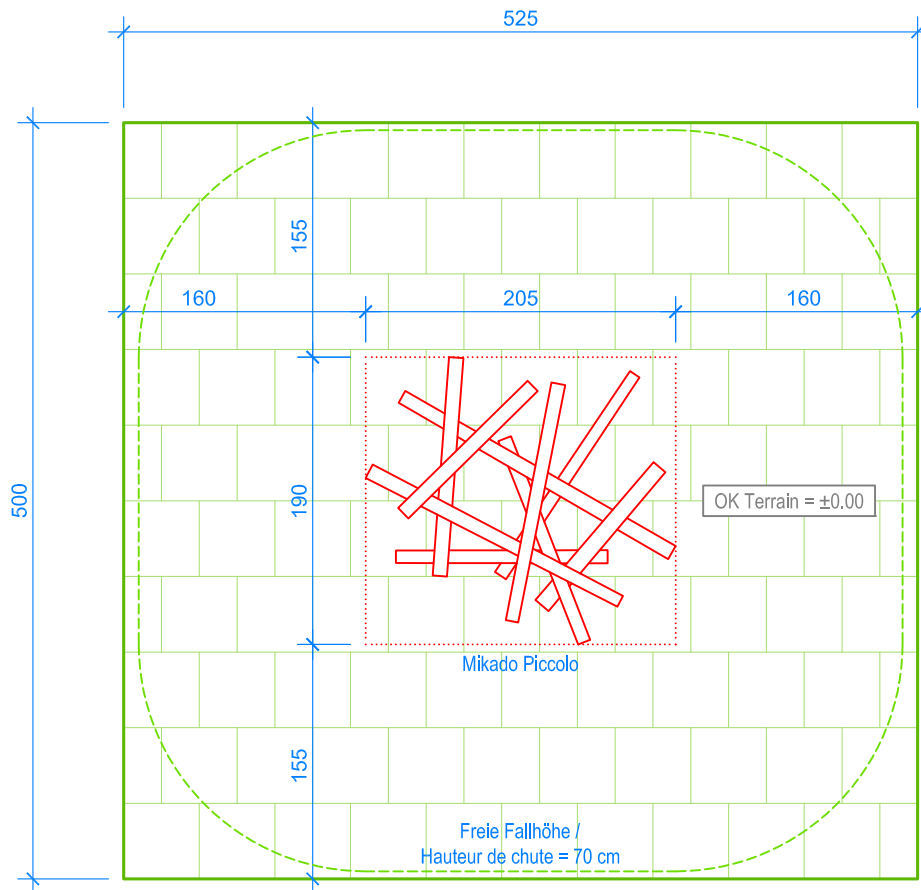 525
155
160
205
160
500
190
OK Terrain = ±0.00
Mikado Piccolo
155
Freie Fallhöhe /
Hauteur de chute = 70 cm